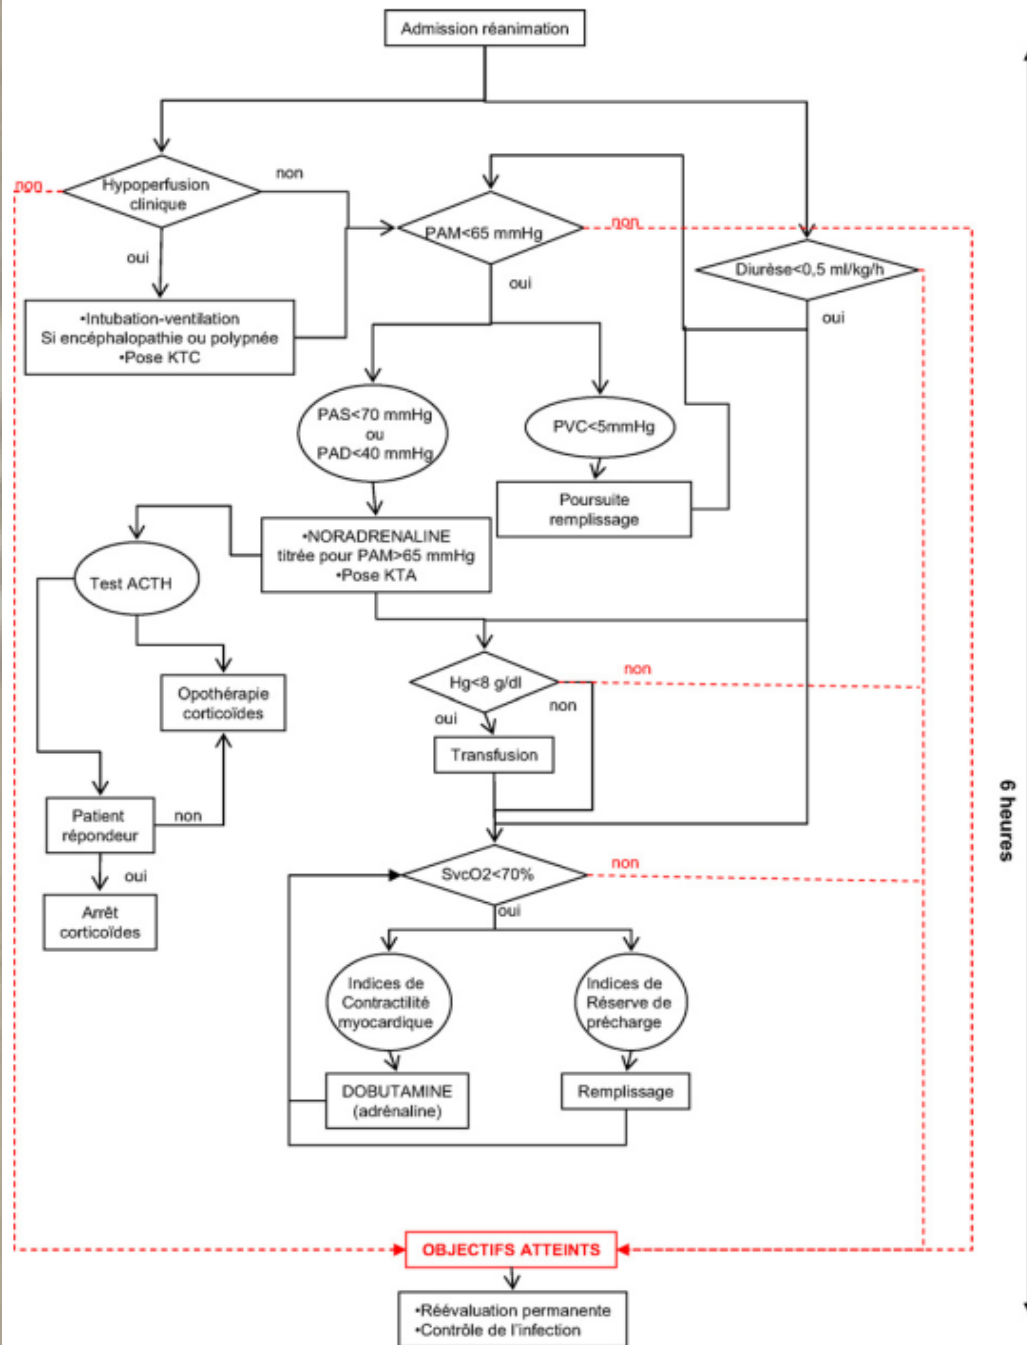 Admission réanimation
non
Hypoperfusion
clinique
non
oui
•Intubation-ventilation
Si encéphalopathie ou polypnée
•Pose KTC
PAM<65 mmHg
non
oui
Diurèse<0,5 ml/kg/h
oui
PAS<70 mmHg
ou
PAD<40 mmHg
PVC<5mmHg
Poursuite
remplissage
•NORADRENALINE
titrée pour PAM>65 mmHg
•Pose KTA
Test ACTH
Opothérapie
corticoïdes
Patient
répondeur
non
oui
Arrêt
corticoïdes
Hg<8 g/dl
non
non
oui
Transfusion
SvcO2<70%
non
oui
Indices de
Contractilité
myocardique
Indices de
Réserve de
précharge
DOBUTAMINE
(adrénaline)
Remplissage
6 heures
OBJECTIFS ATTEINTS
•Réévaluation permanente
•Contrôle de l'infection